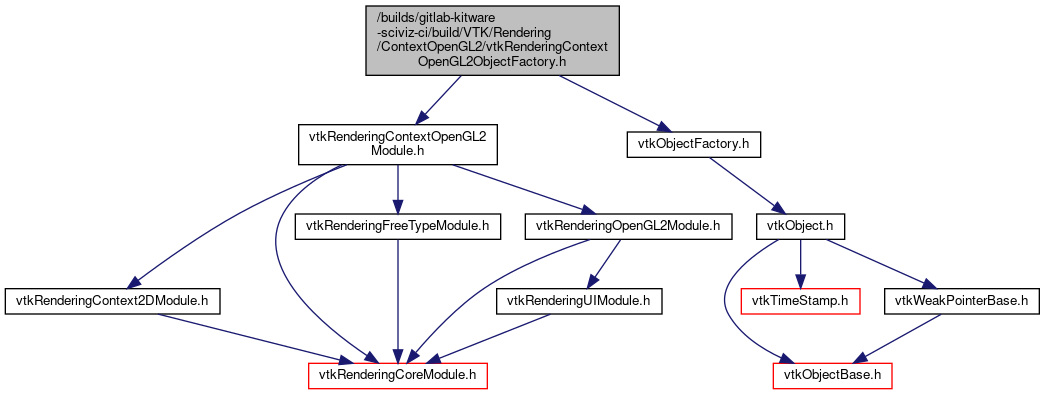 /builds/gitlab-kitware
-sciviz-ci/build/VTK/Rendering
/ContextOpenGL2/vtkRenderingContext
OpenGL2ObjectFactory.h
vtkRenderingContextOpenGL2
Module.h
vtkObjectFactory.h
vtkRenderingFreeTypeModule.h
vtkRenderingOpenGL2Module.h
vtkObject.h
vtkRenderingContext2DModule.h
vtkRenderingUIModule.h
vtkTimeStamp.h
vtkWeakPointerBase.h
vtkRenderingCoreModule.h
vtkObjectBase.h